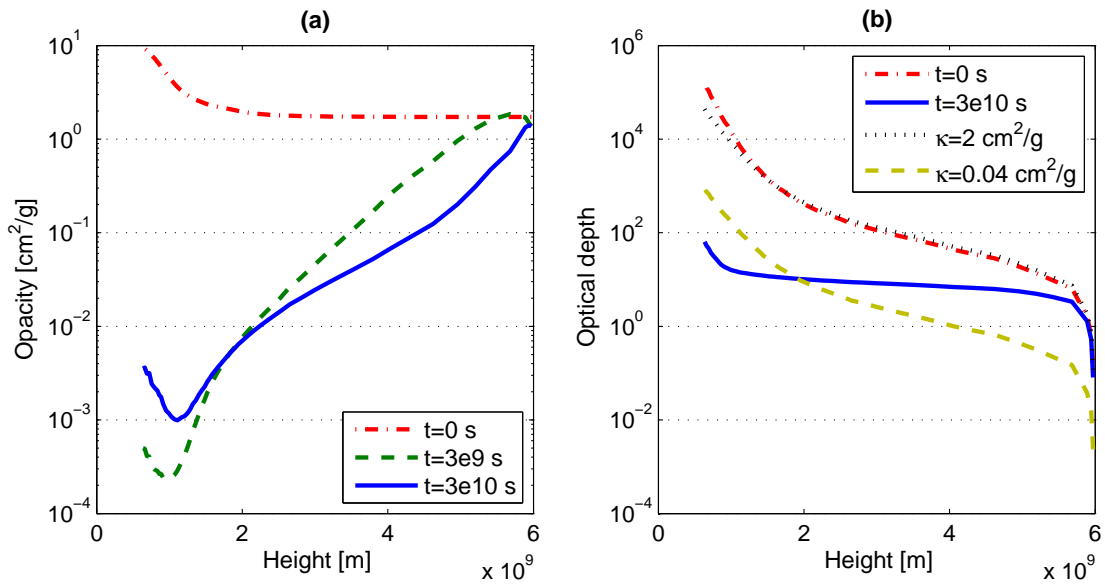 (a)
10^1
10^0
10^−1
10^−2
10^−3
10^−4
Opacity [cm^2/g]
0
2
4
6
Height [m]
x 10^9
t=0 s
t=3e9 s
t=3e10 s
(b)
10^6
10^4
10^2
10^0
10^−2
10^−4
Optical depth
0
2
4
6
Height [m]
x 10^9
t=0 s
t=3e10 s
κ=2 cm^2/g
κ=0.04 cm^2/g